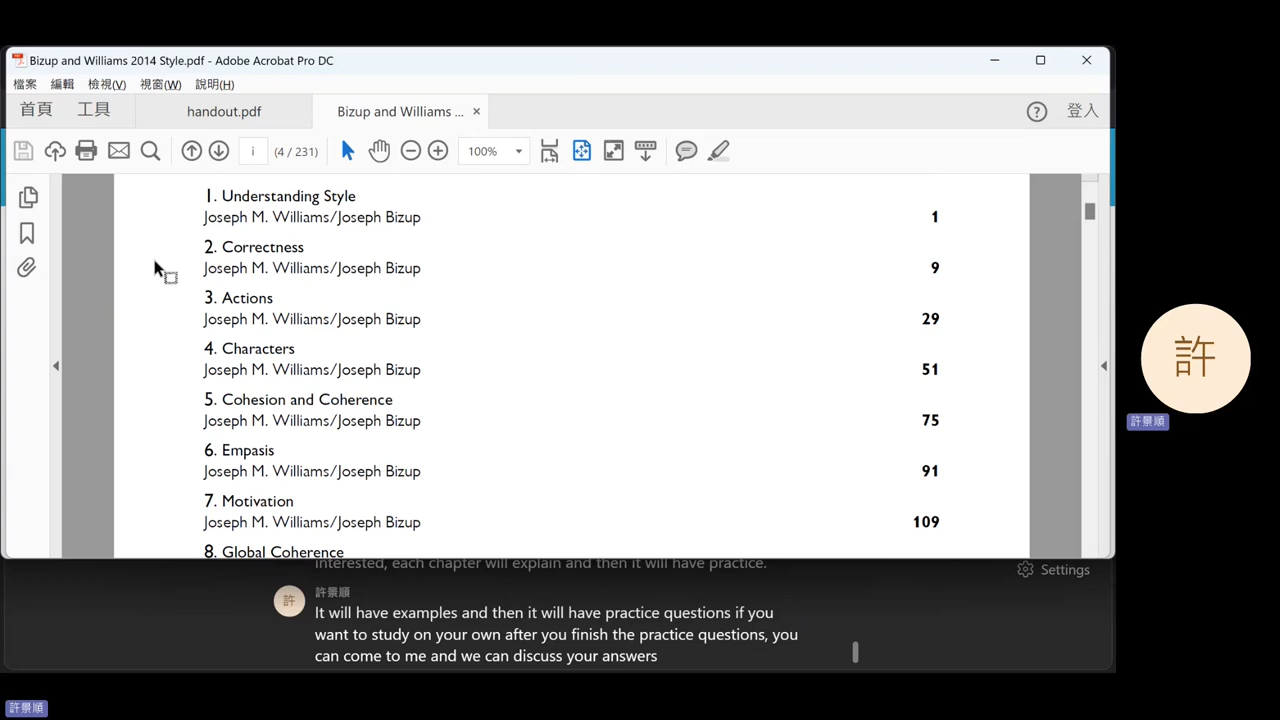 Bizup and Williams 2014 Style.pdf - Adobe Acrobat Pro DC
檔案 編輯 檢視(V) 視窗(W) 說明(H)
首頁 工具 handout.pdf Bizup and Williams ... × 登入
i (4 / 231) 100%
1. Understanding Style
Joseph M. Williams/Joseph Bizup 1
2. Correctness
Joseph M. Williams/Joseph Bizup 9
3. Actions
Joseph M. Williams/Joseph Bizup 29
4. Characters
Joseph M. Williams/Joseph Bizup 51
5. Cohesion and Coherence
Joseph M. Williams/Joseph Bizup 75
6. Empasis
Joseph M. Williams/Joseph Bizup 91
7. Motivation
Joseph M. Williams/Joseph Bizup 109
8. Global Coherence
interested, each chapter will explain and then it will have practice.
Settings
許 許景順
It will have examples and then it will have practice questions if you
want to study on your own after you finish the practice questions, you
can come to me and we can discuss your answers
許
許景順
許景順